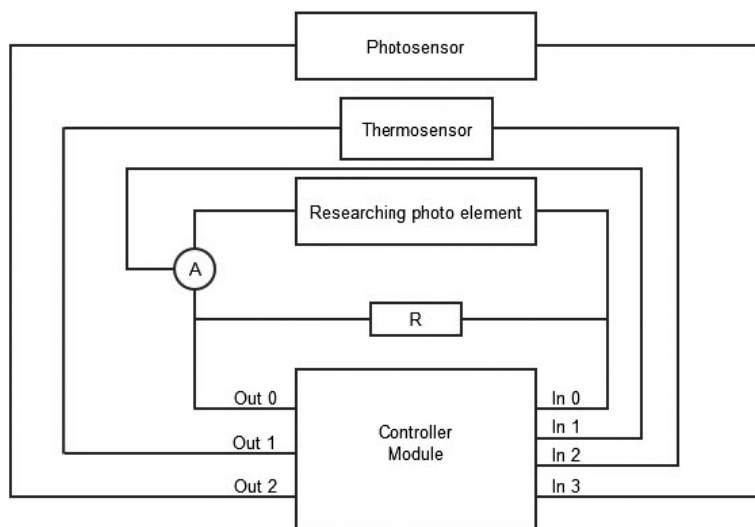 Photosensor
Thermosensor
Researching photo element
A
R
Out 0
In 0
In 1
Controller
Module
Out 1
In 2
Out 2
In 3